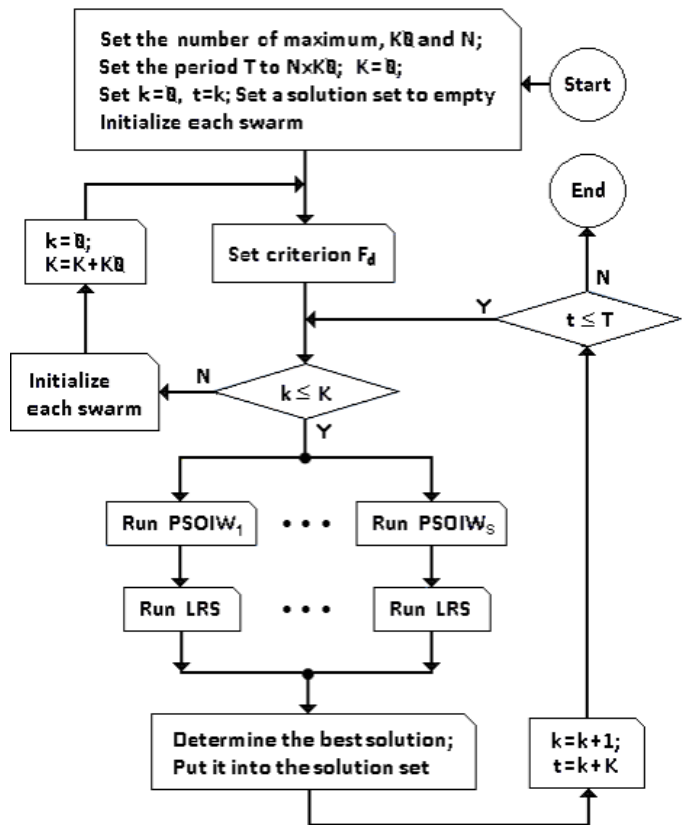 Set the number of maximum, K0 and N;
Set the period T to NxK0; K=0;
Set k=0, t=k; Set a solution set to empty
Initialize each swarm
Start
End
k=0;
K=K+K0
Set criterion Fd
N
Y
t ≤ T
Initialize
each swarm
N
k ≤ K
Y
Run PSOIW1
• • •
Run PSOIWS
Run LRS
• • •
Run LRS
Determine the best solution;
Put it into the solution set
k=k+1;
t=k+K